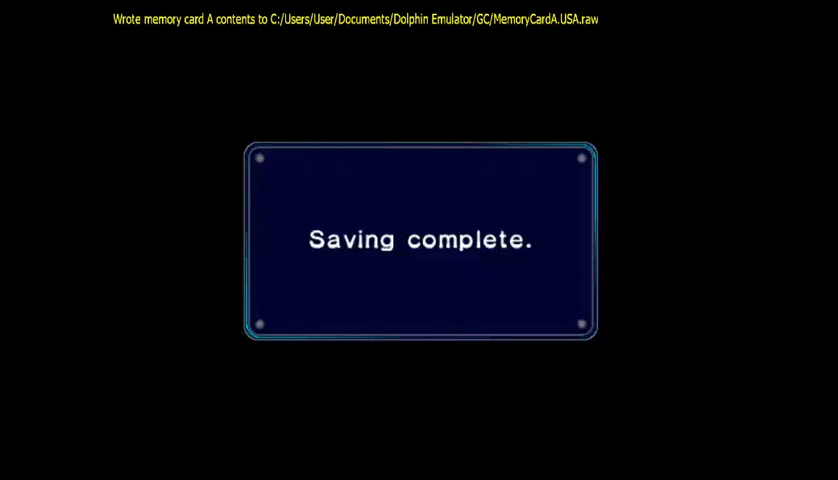 Wrote memory card A contents to C:/Users/User/Documents/Dolphin Emulator/GC/MemoryCardA.USA.raw
Saving complete.